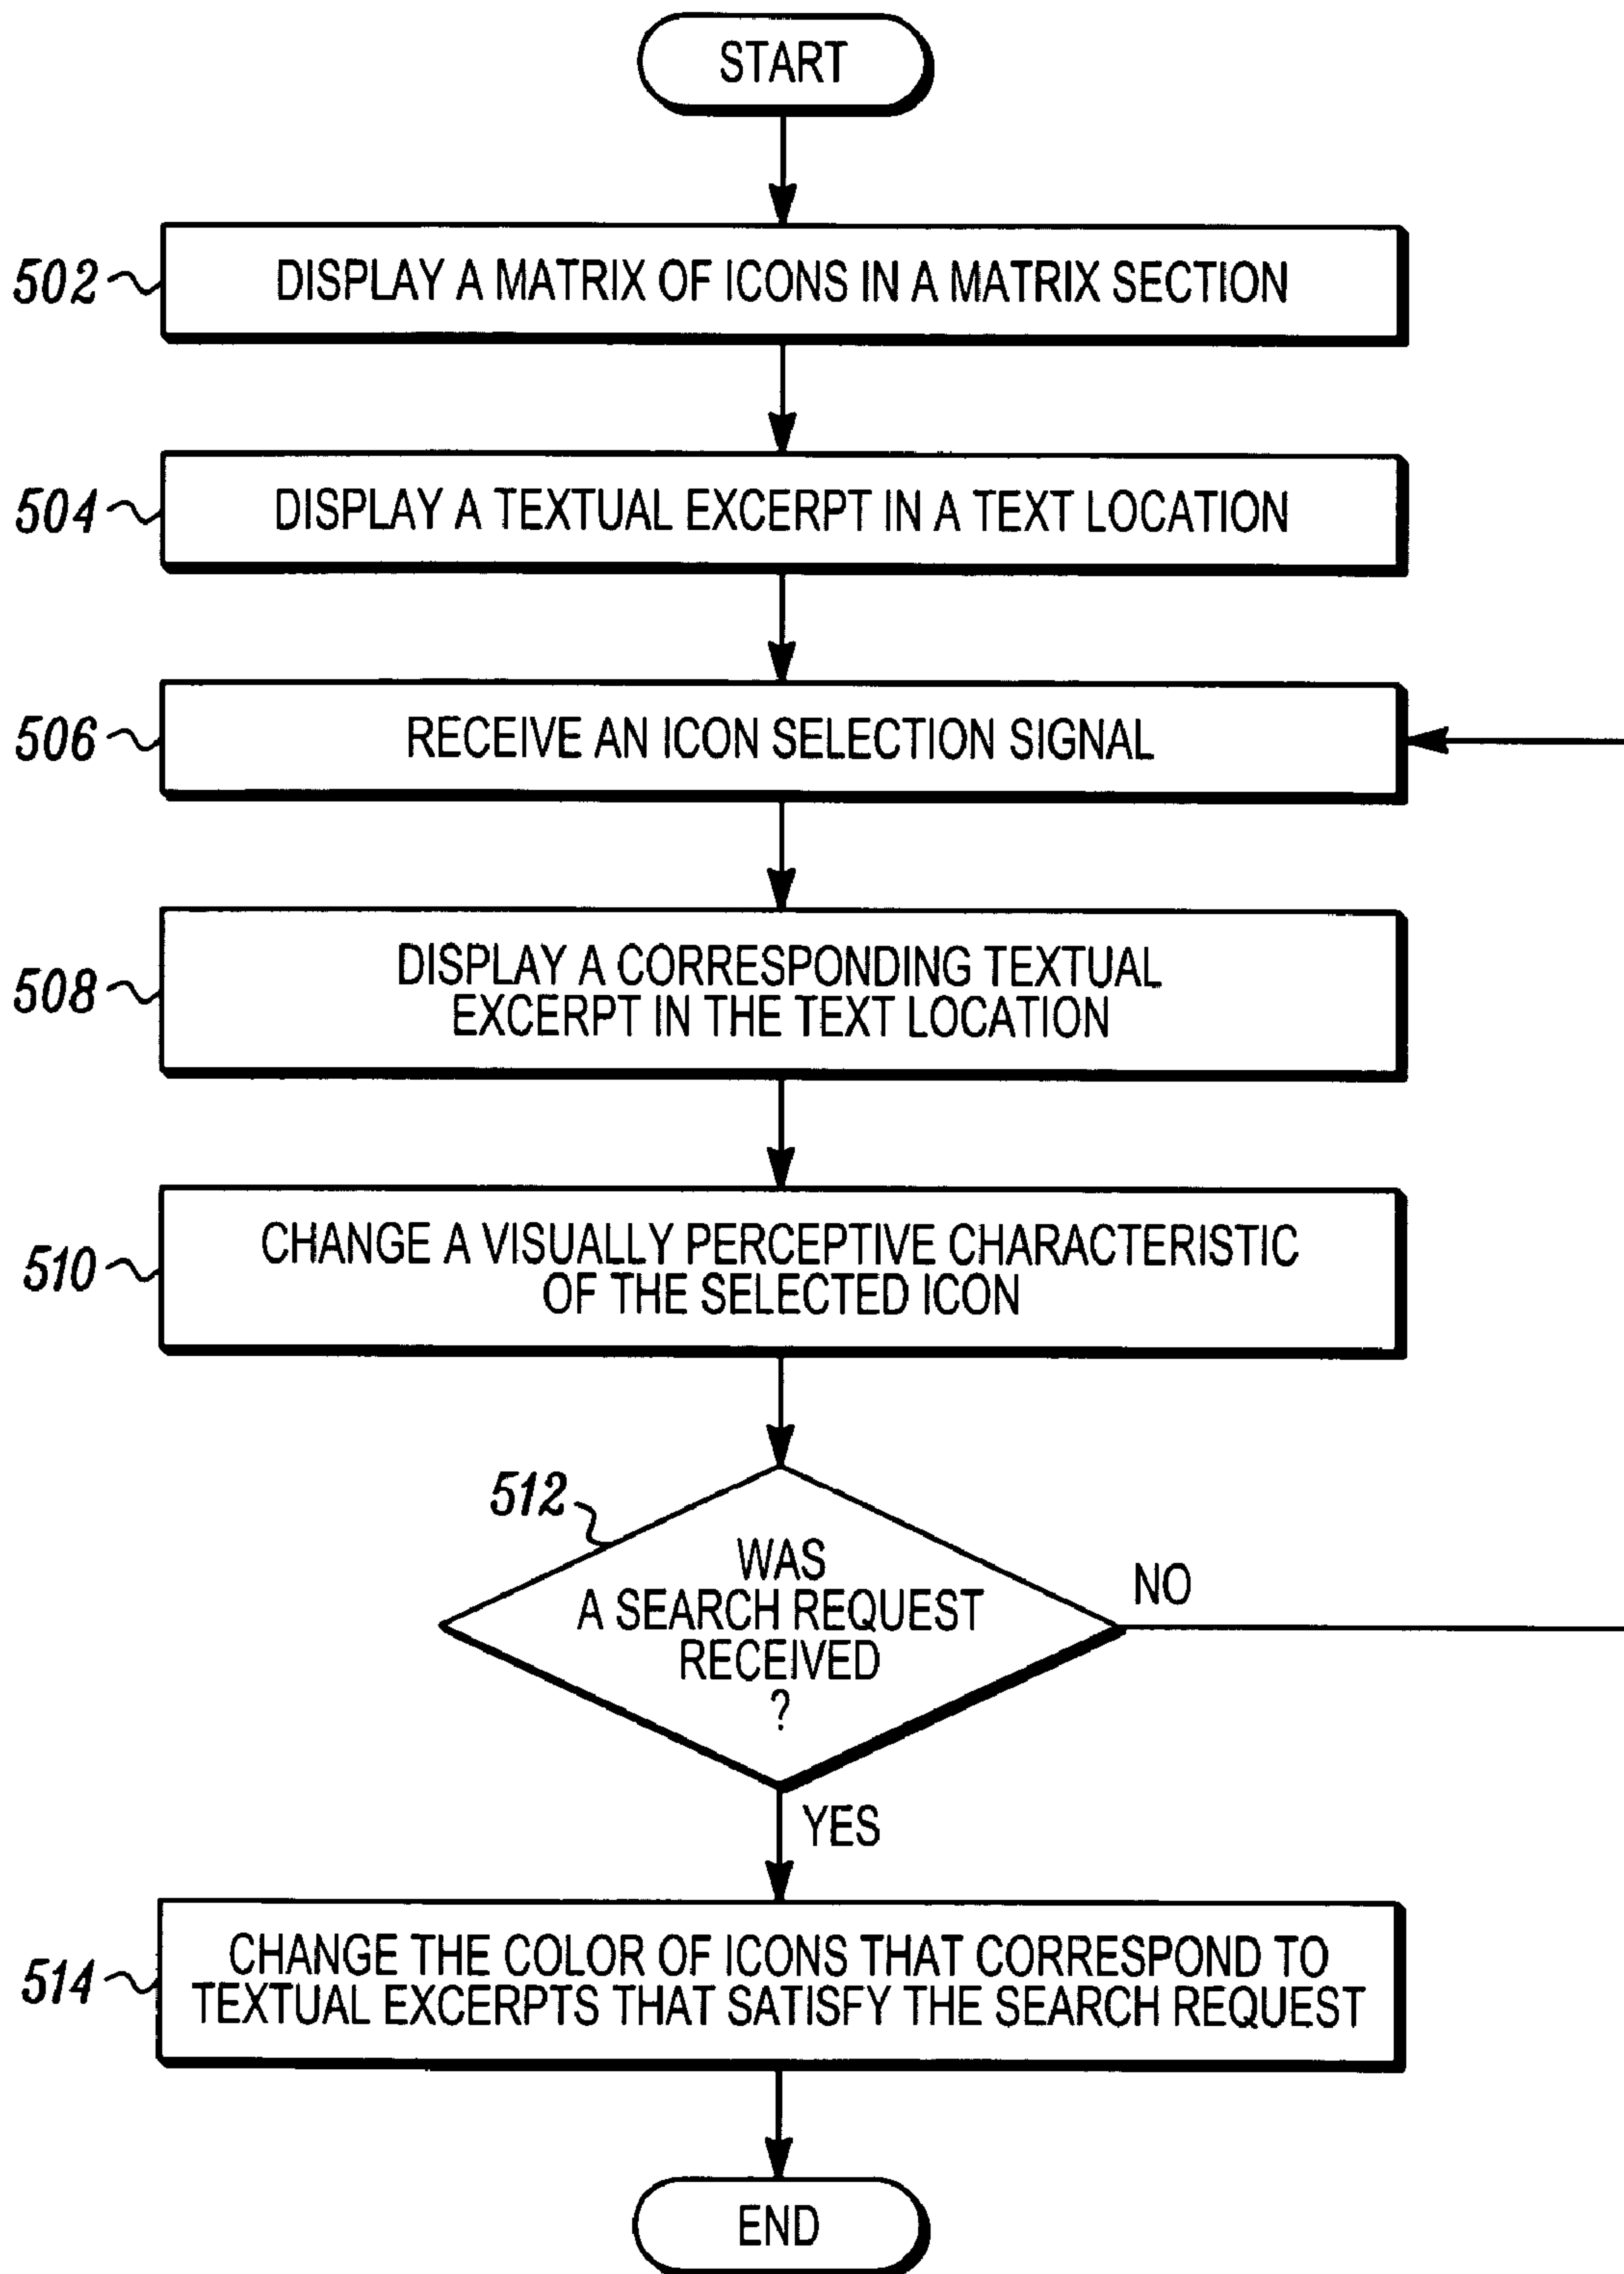 START
502
DISPLAY A MATRIX OF ICONS IN A MATRIX SECTION
504
DISPLAY A TEXTUAL EXCERPT IN A TEXT LOCATION
506
RECEIVE AN ICON SELECTION SIGNAL
508
DISPLAY A CORRESPONDING TEXTUAL
EXCERPT IN THE TEXT LOCATION
510
CHANGE A VISUALLY PERCEPTIVE CHARACTERISTIC
OF THE SELECTED ICON
512
WAS
A SEARCH REQUEST
RECEIVED
?
NO
YES
514
CHANGE THE COLOR OF ICONS THAT CORRESPOND TO
TEXTUAL EXCERPTS THAT SATISFY THE SEARCH REQUEST
END